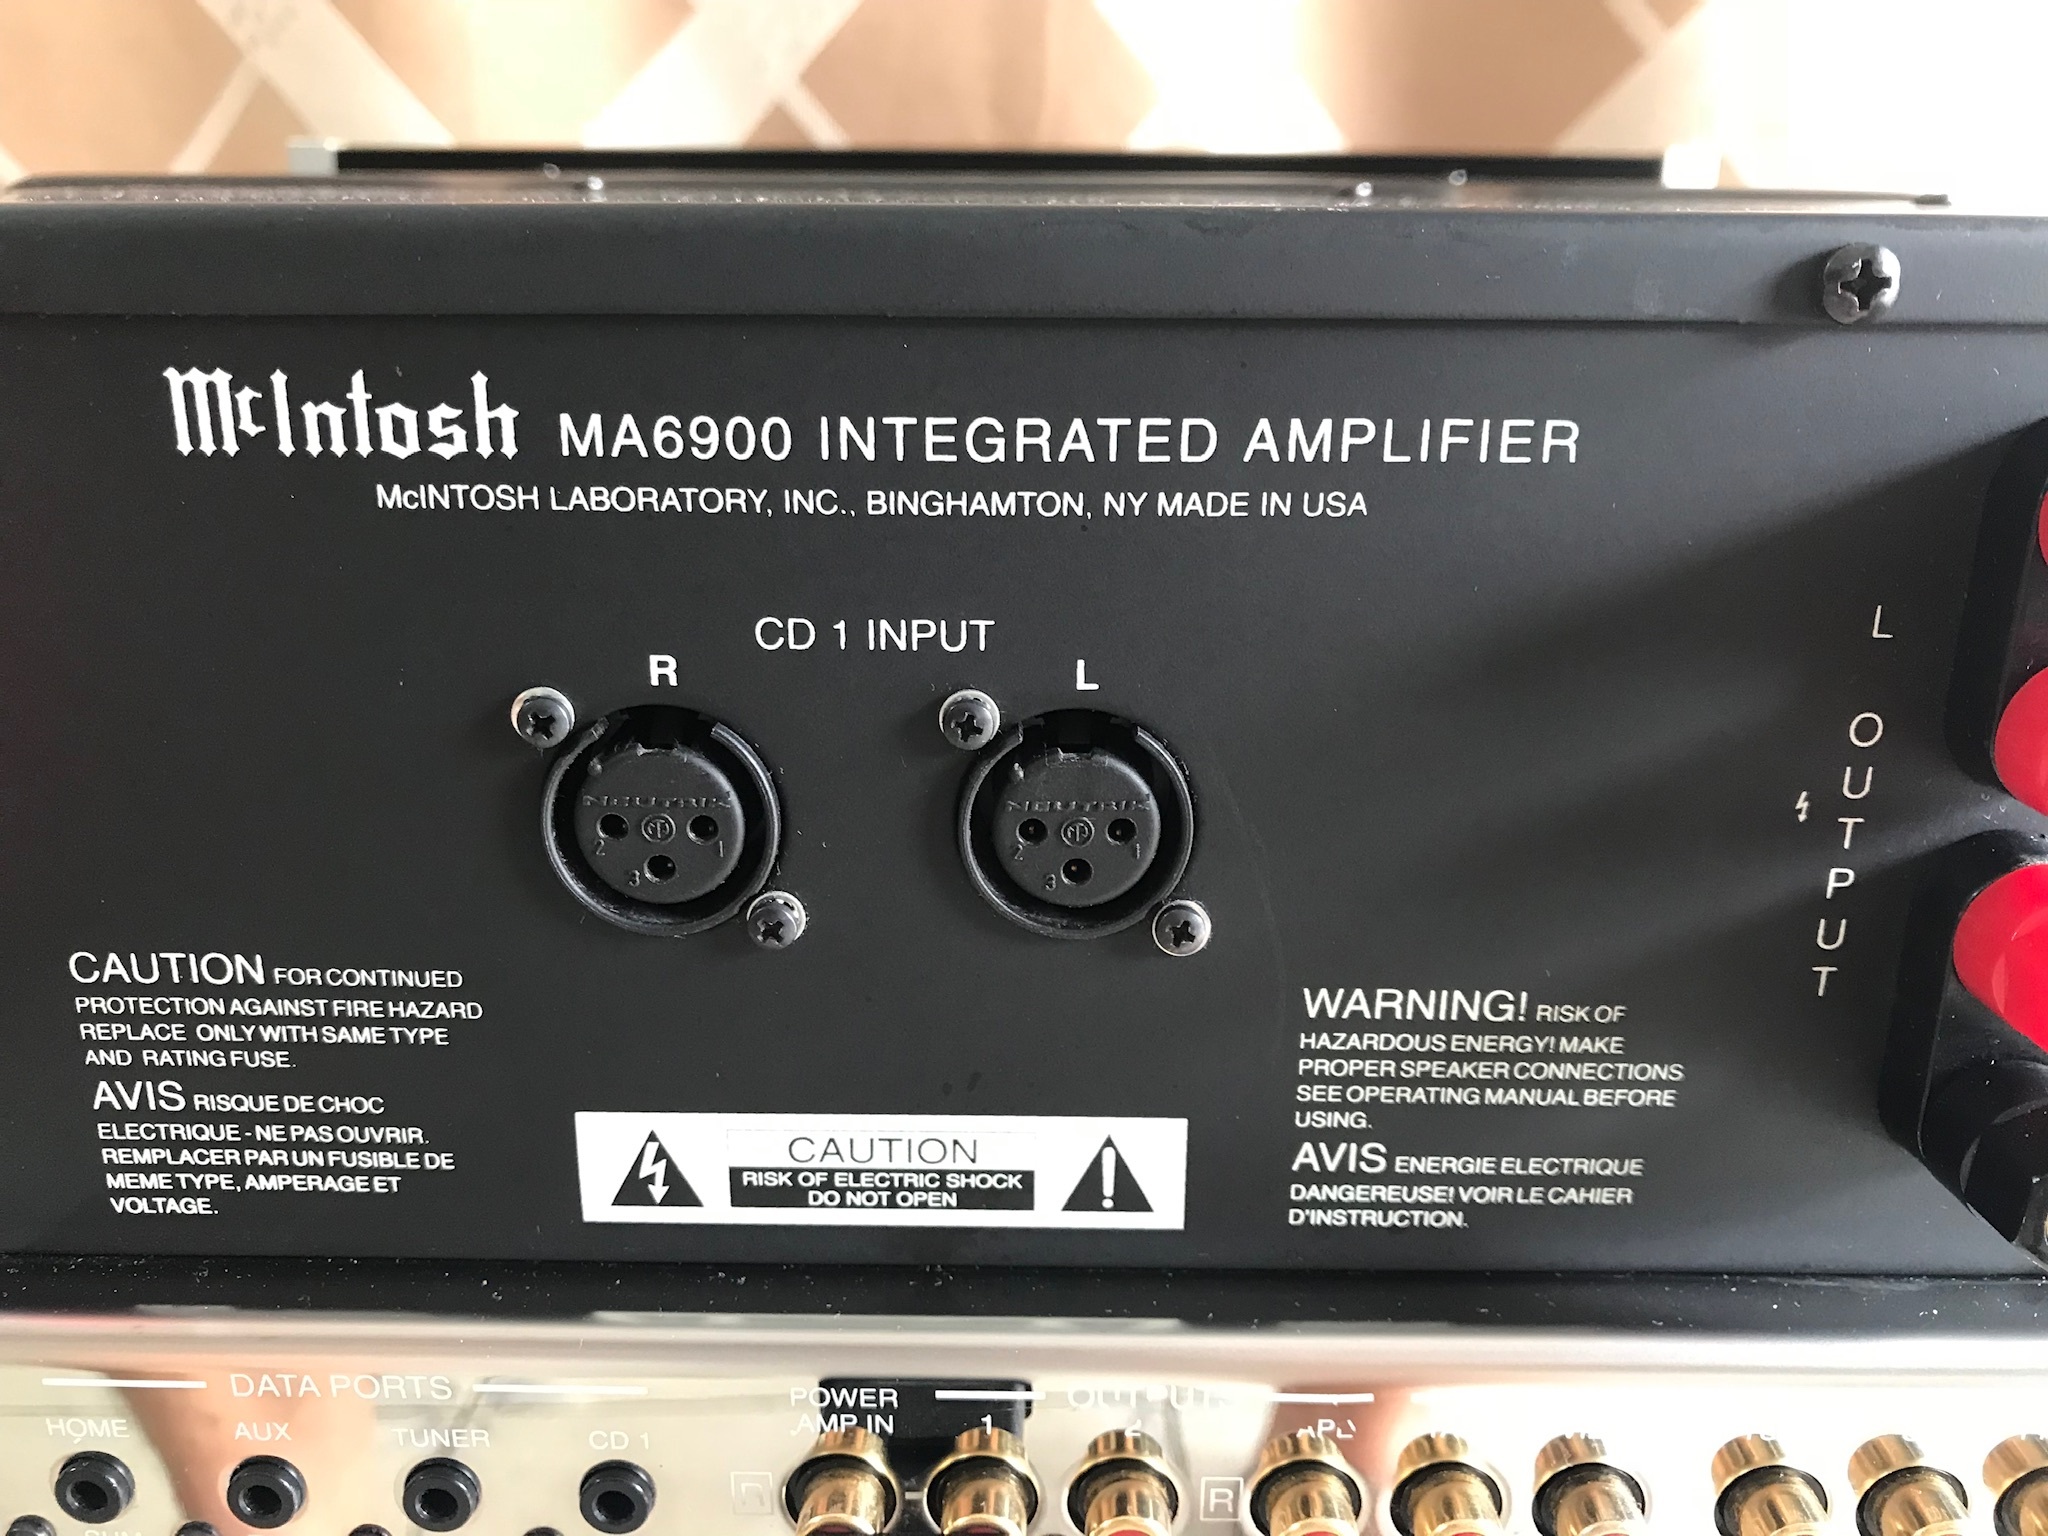 McIntosh MA6900 INTEGRATED AMPLIFIER
McINTOSH LABORATORY, INC., BINGHAMTON, NY MADE IN USA
CD 1 INPUT
R L
NEUTRIK NEUTRIK
2 1 2 1
3 3
L OUTPUT
CAUTION FOR CONTINUED
PROTECTION AGAINST FIRE HAZARD
REPLACE ONLY WITH SAME TYPE
AND RATING FUSE.
AVIS RISQUE DE CHOC
ELECTRIQUE - NE PAS OUVRIR.
REMPLACER PAR UN FUSIBLE DE
MEME TYPE, AMPERAGE ET
VOLTAGE.
CAUTION
RISK OF ELECTRIC SHOCK
DO NOT OPEN
WARNING! RISK OF
HAZARDOUS ENERGY! MAKE
PROPER SPEAKER CONNECTIONS
SEE OPERATING MANUAL BEFORE
USING.
AVIS ENERGIE ELECTRIQUE
DANGEREUSE! VOIR LE CAHIER
D'INSTRUCTION.
DATA PORTS
HOME AUX TUNER CD 1
POWER
AMP IN
OUTPUTS
1 2
R